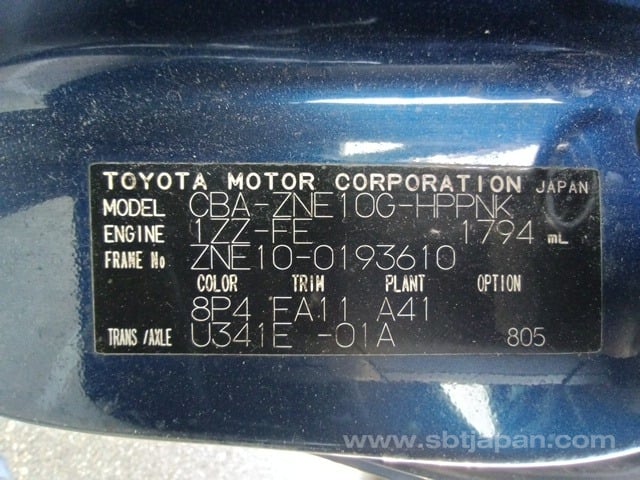 TOYOTA MOTOR CORPORATION JAPAN
MODEL CBA-ZNE10G-HPPNK
ENGINE 1ZZ-FE 1794 mL
FRAME No ZNE10-0193610
COLOR TRIM PLANT OPTION
8P4 EA11 A41
TRANS/AXLE U341E -01A 805
www.sbtjapan.com